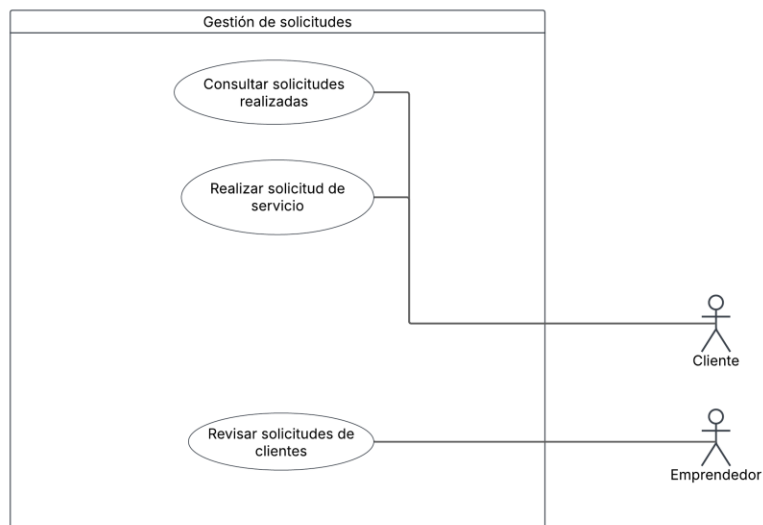 Gestión de solicitudes
Consultar solicitudes
realizadas
Realizar solicitud de
servicio
Cliente
Revisar solicitudes de
clientes
Emprendedor